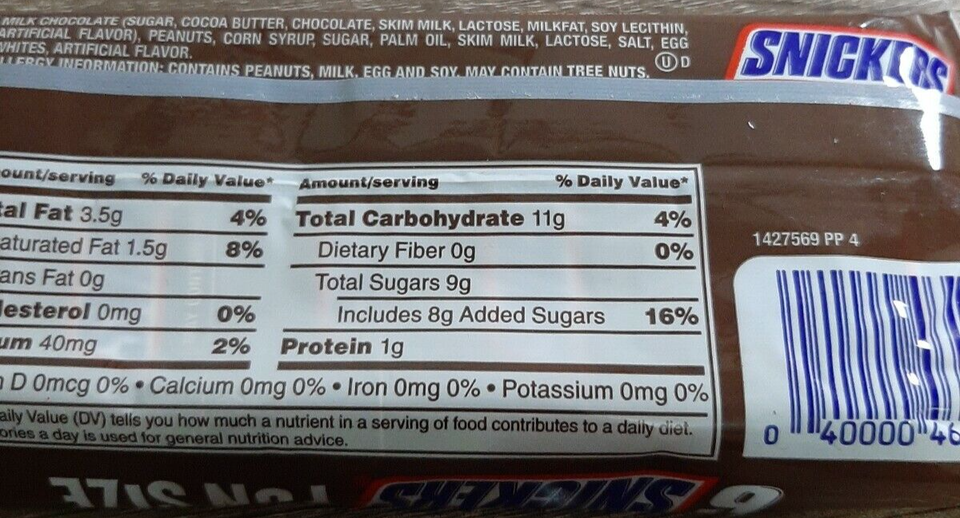 MILK CHOCOLATE (SUGAR, COCOA BUTTER, CHOCOLATE, SKIM MILK, LACTOSE, MILKFAT, SOY LECITHIN,
ARTIFICIAL FLAVOR), PEANUTS, CORN SYRUP, SUGAR, PALM OIL, SKIM MILK, LACTOSE, SALT, EGG
WHITES, ARTIFICIAL FLAVOR.
LLERGY INFORMATION: CONTAINS PEANUTS, MILK, EGG AND SOY. MAY CONTAIN TREE NUTS.
U D
SNICKERS
ount/serving % Daily Value*
tal Fat 3.5g 4%
aturated Fat 1.5g 8%
ans Fat 0g
lesterol 0mg 0%
um 40mg 2%
Amount/serving % Daily Value*
Total Carbohydrate 11g 4%
Dietary Fiber 0g 0%
Total Sugars 9g
Includes 8g Added Sugars 16%
Protein 1g
n D 0mcg 0% • Calcium 0mg 0% • Iron 0mg 0% • Potassium 0mg 0%
aily Value (DV) tells you how much a nutrient in a serving of food contributes to a daily diet.
ories a day is used for general nutrition advice.
1427569 PP 4
0 40000 46
6 SNICKERS FUN SIZE